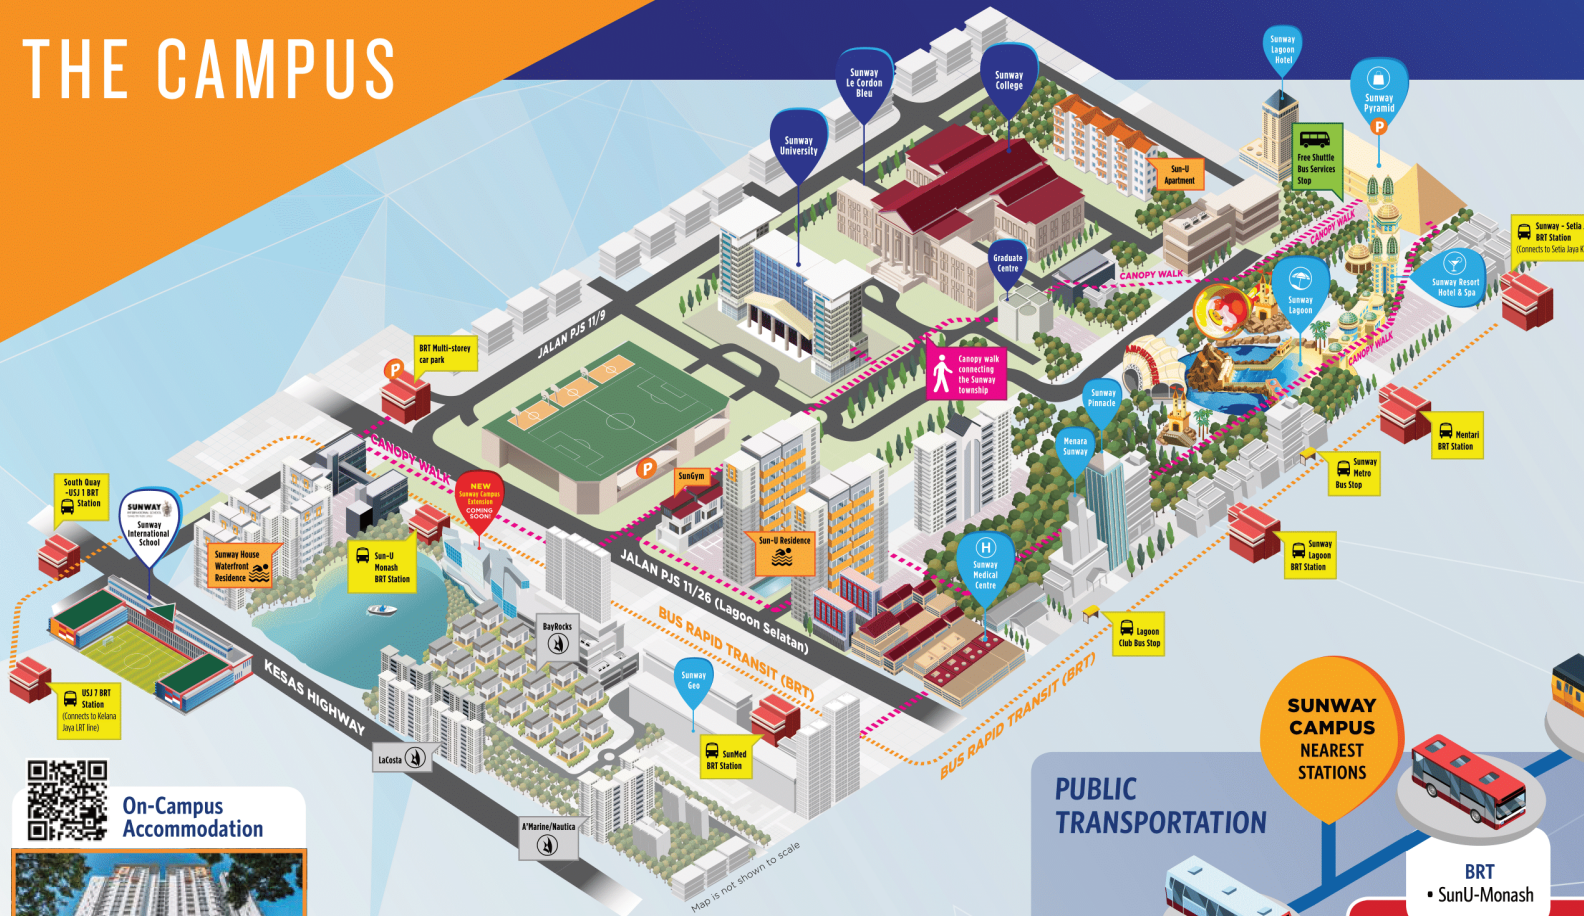 THE CAMPUS
Sunway
Lagoon
Hotel
Sunway
Le Cordon
Bleu
Sunway
College
Sunway
Pyramid
P
Sunway
University
Free Shuttle
Bus Services
Stop
Sun-U
Apartment
CANOPY WALK
Sunway - Setia
BRT Station
(Connects to Setia Jaya K
Graduate
Centre
CANOPY WALK
Sunway Resort
Hotel & Spa
Sunway
Lagoon
JALAN PJS 11/9
BRT Multi-storey
car park
P
Canopy walk
connecting
the Sunway
township
AMPHITHEATRE
CANOPY WALK
Sunway
Pinnacle
Menara
Sunway
Mentari
BRT Station
CANOPY WALK
P
SunGym
Sunway
Metro
Bus Stop
South Quay
-USJ 1 BRT
Station
NEW
Sunway Campus
Extension
COMING
SOON!
SUNWAY
Sunway
International
School
Sun-U Residence
H
Sunway
Medical
Centre
Sunway
Lagoon
BRT Station
Sunway House
Waterfront
Residence
Sun-U
Monash
BRT Station
JALAN PJS 11/26 (Lagoon Selatan)
BUS RAPID TRANSIT (BRT)
BayRocks
Lagoon
Club Bus Stop
KESAS HIGHWAY
Sunway
Geo
USJ 7 BRT
Station
(Connects to Kelana
Jaya LRT line)
BUS RAPID TRANSIT (BRT)
LaCosta
SunMed
BRT Station
A'Marine/Nautica
Map is not shown to scale
On-Campus
Accommodation
PUBLIC
TRANSPORTATION
SUNWAY
CAMPUS
NEAREST
STATIONS
BRT
• SunU-Monash